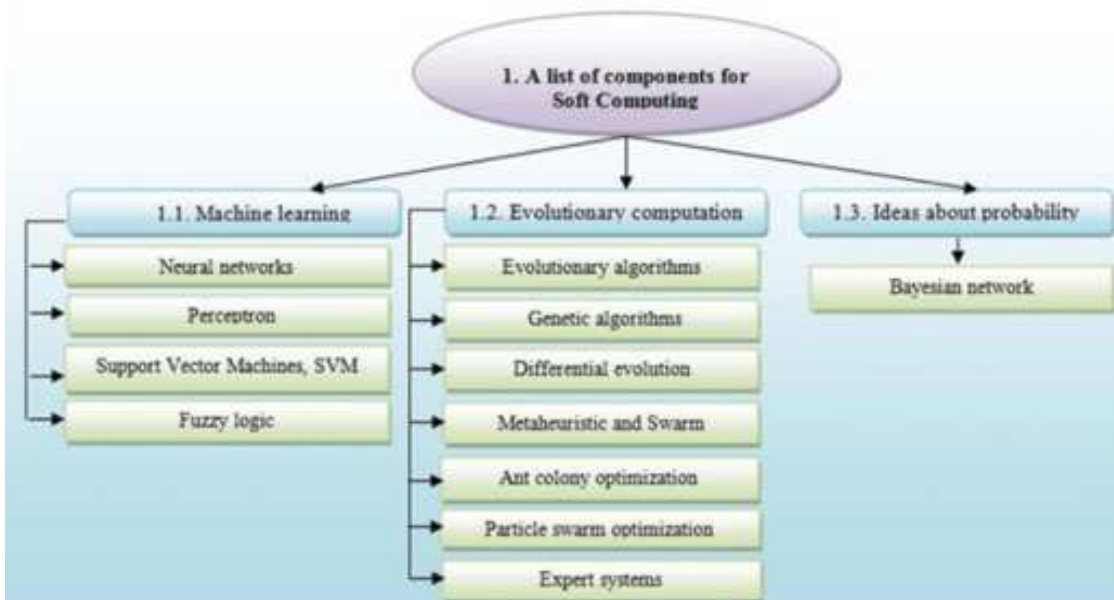 1. A list of components for
Soft Computing
1.1. Machine learning
Neural networks
Perceptron
Support Vector Machines, SVM
Fuzzy logic
1.2. Evolutionary computation
Evolutionary algorithms
Genetic algorithms
Differential evolution
Metaheuristic and Swarm
Ant colony optimization
Particle swarm optimization
Expert systems
1.3. Ideas about probability
Bayesian network